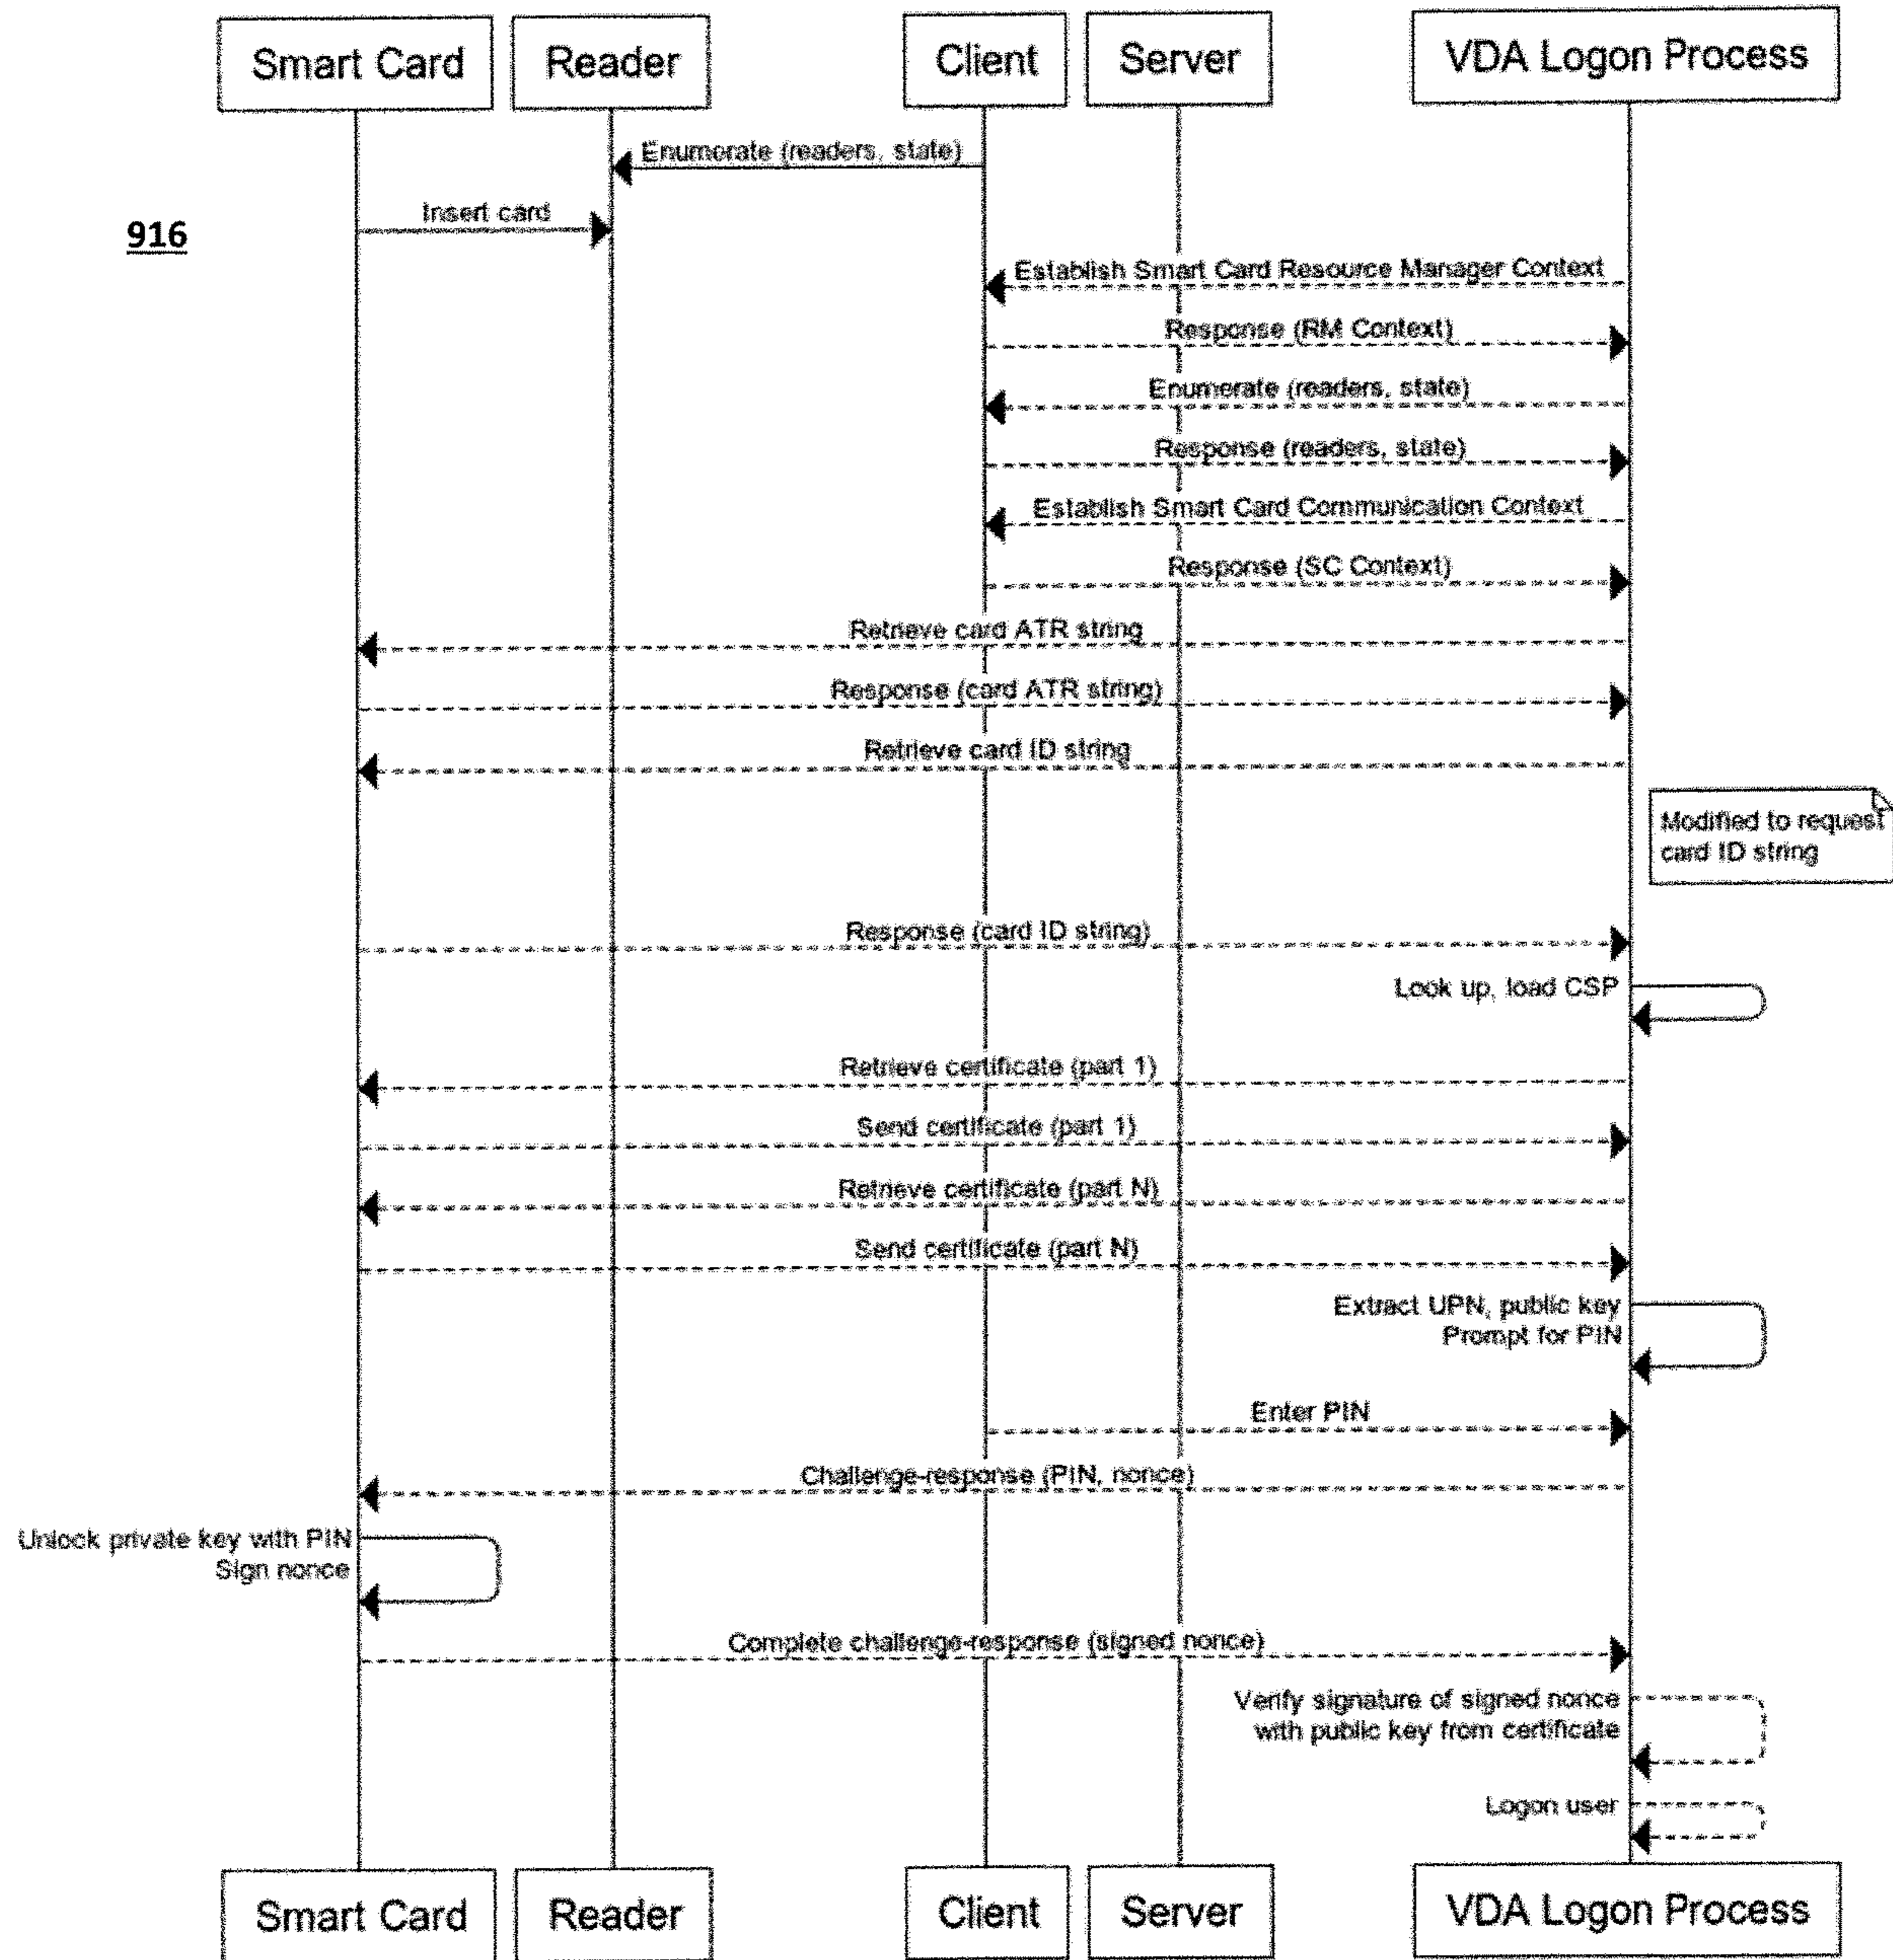 Smart Card
Reader
Client
Server
VDA Logon Process
Enumerate (readers, state)
Insert card
916
Establish Smart Card Resource Manager Context
Response (RM Context)
Enumerate (readers, state)
Response (readers, state)
Establish Smart Card Communication Context
Response (SC Context)
Retrieve card ATR string
Response (card ATR string)
Retrieve card ID string
Modified to request
card ID string
Response (card ID string)
Look up, load CSP
Retrieve certificate (part 1)
Send certificate (part 1)
Retrieve certificate (part N)
Send certificate (part N)
Extract UPN, public key
Prompt for PIN
Enter PIN
Challenge-response (PIN, nonce)
Unlock private key with PIN
Sign nonce
Complete challenge-response (signed nonce)
Verify signature of signed nonce
with public key from certificate
Logon user
Smart Card
Reader
Client
Server
VDA Logon Process